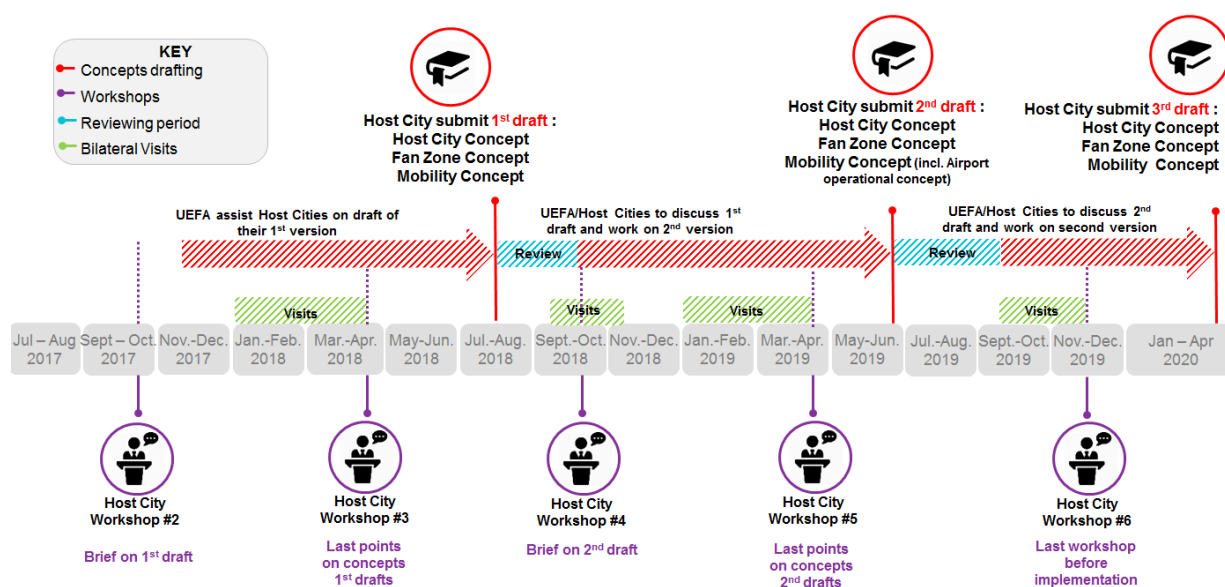 KEY
Concepts drafting
Workshops
Reviewing period
Bilateral Visits
Host City submit 1st draft :
Host City Concept
Fan Zone Concept
Mobility Concept
Host City submit 2nd draft :
Host City Concept
Fan Zone Concept
Mobility Concept (incl. Airport
operational concept)
Host City submit 3rd draft :
Host City Concept
Fan Zone Concept
Mobility Concept
UEFA assist Host Cities on draft of
their 1st version
UEFA/Host Cities to discuss 1st
draft and work on 2nd version
UEFA/Host Cities to discuss 2nd
draft and work on second version
Review
Review
Visits
Visits
Visits
Visits
Jul – Aug
2017
Sept – Oct.
2017
Nov.-Dec.
2017
Jan.-Feb.
2018
Mar.-Apr.
2018
May-Jun.
2018
Jul.-Aug.
2018
Sept.-Oct.
2018
Nov.-Dec.
2018
Jan.-Feb.
2019
Mar.-Apr.
2019
May-Jun.
2019
Jul.-Aug.
2019
Sept.-Oct.
2019
Nov.-Dec.
2019
Jan – Apr
2020
Host City
Workshop #2
Brief on 1st draft
Host City
Workshop #3
Last points
on concepts
1st drafts
Host City
Workshop #4
Brief on 2nd draft
Host City
Workshop #5
Last points
on concepts
2nd drafts
Host City
Workshop #6
Last workshop
before
implementation